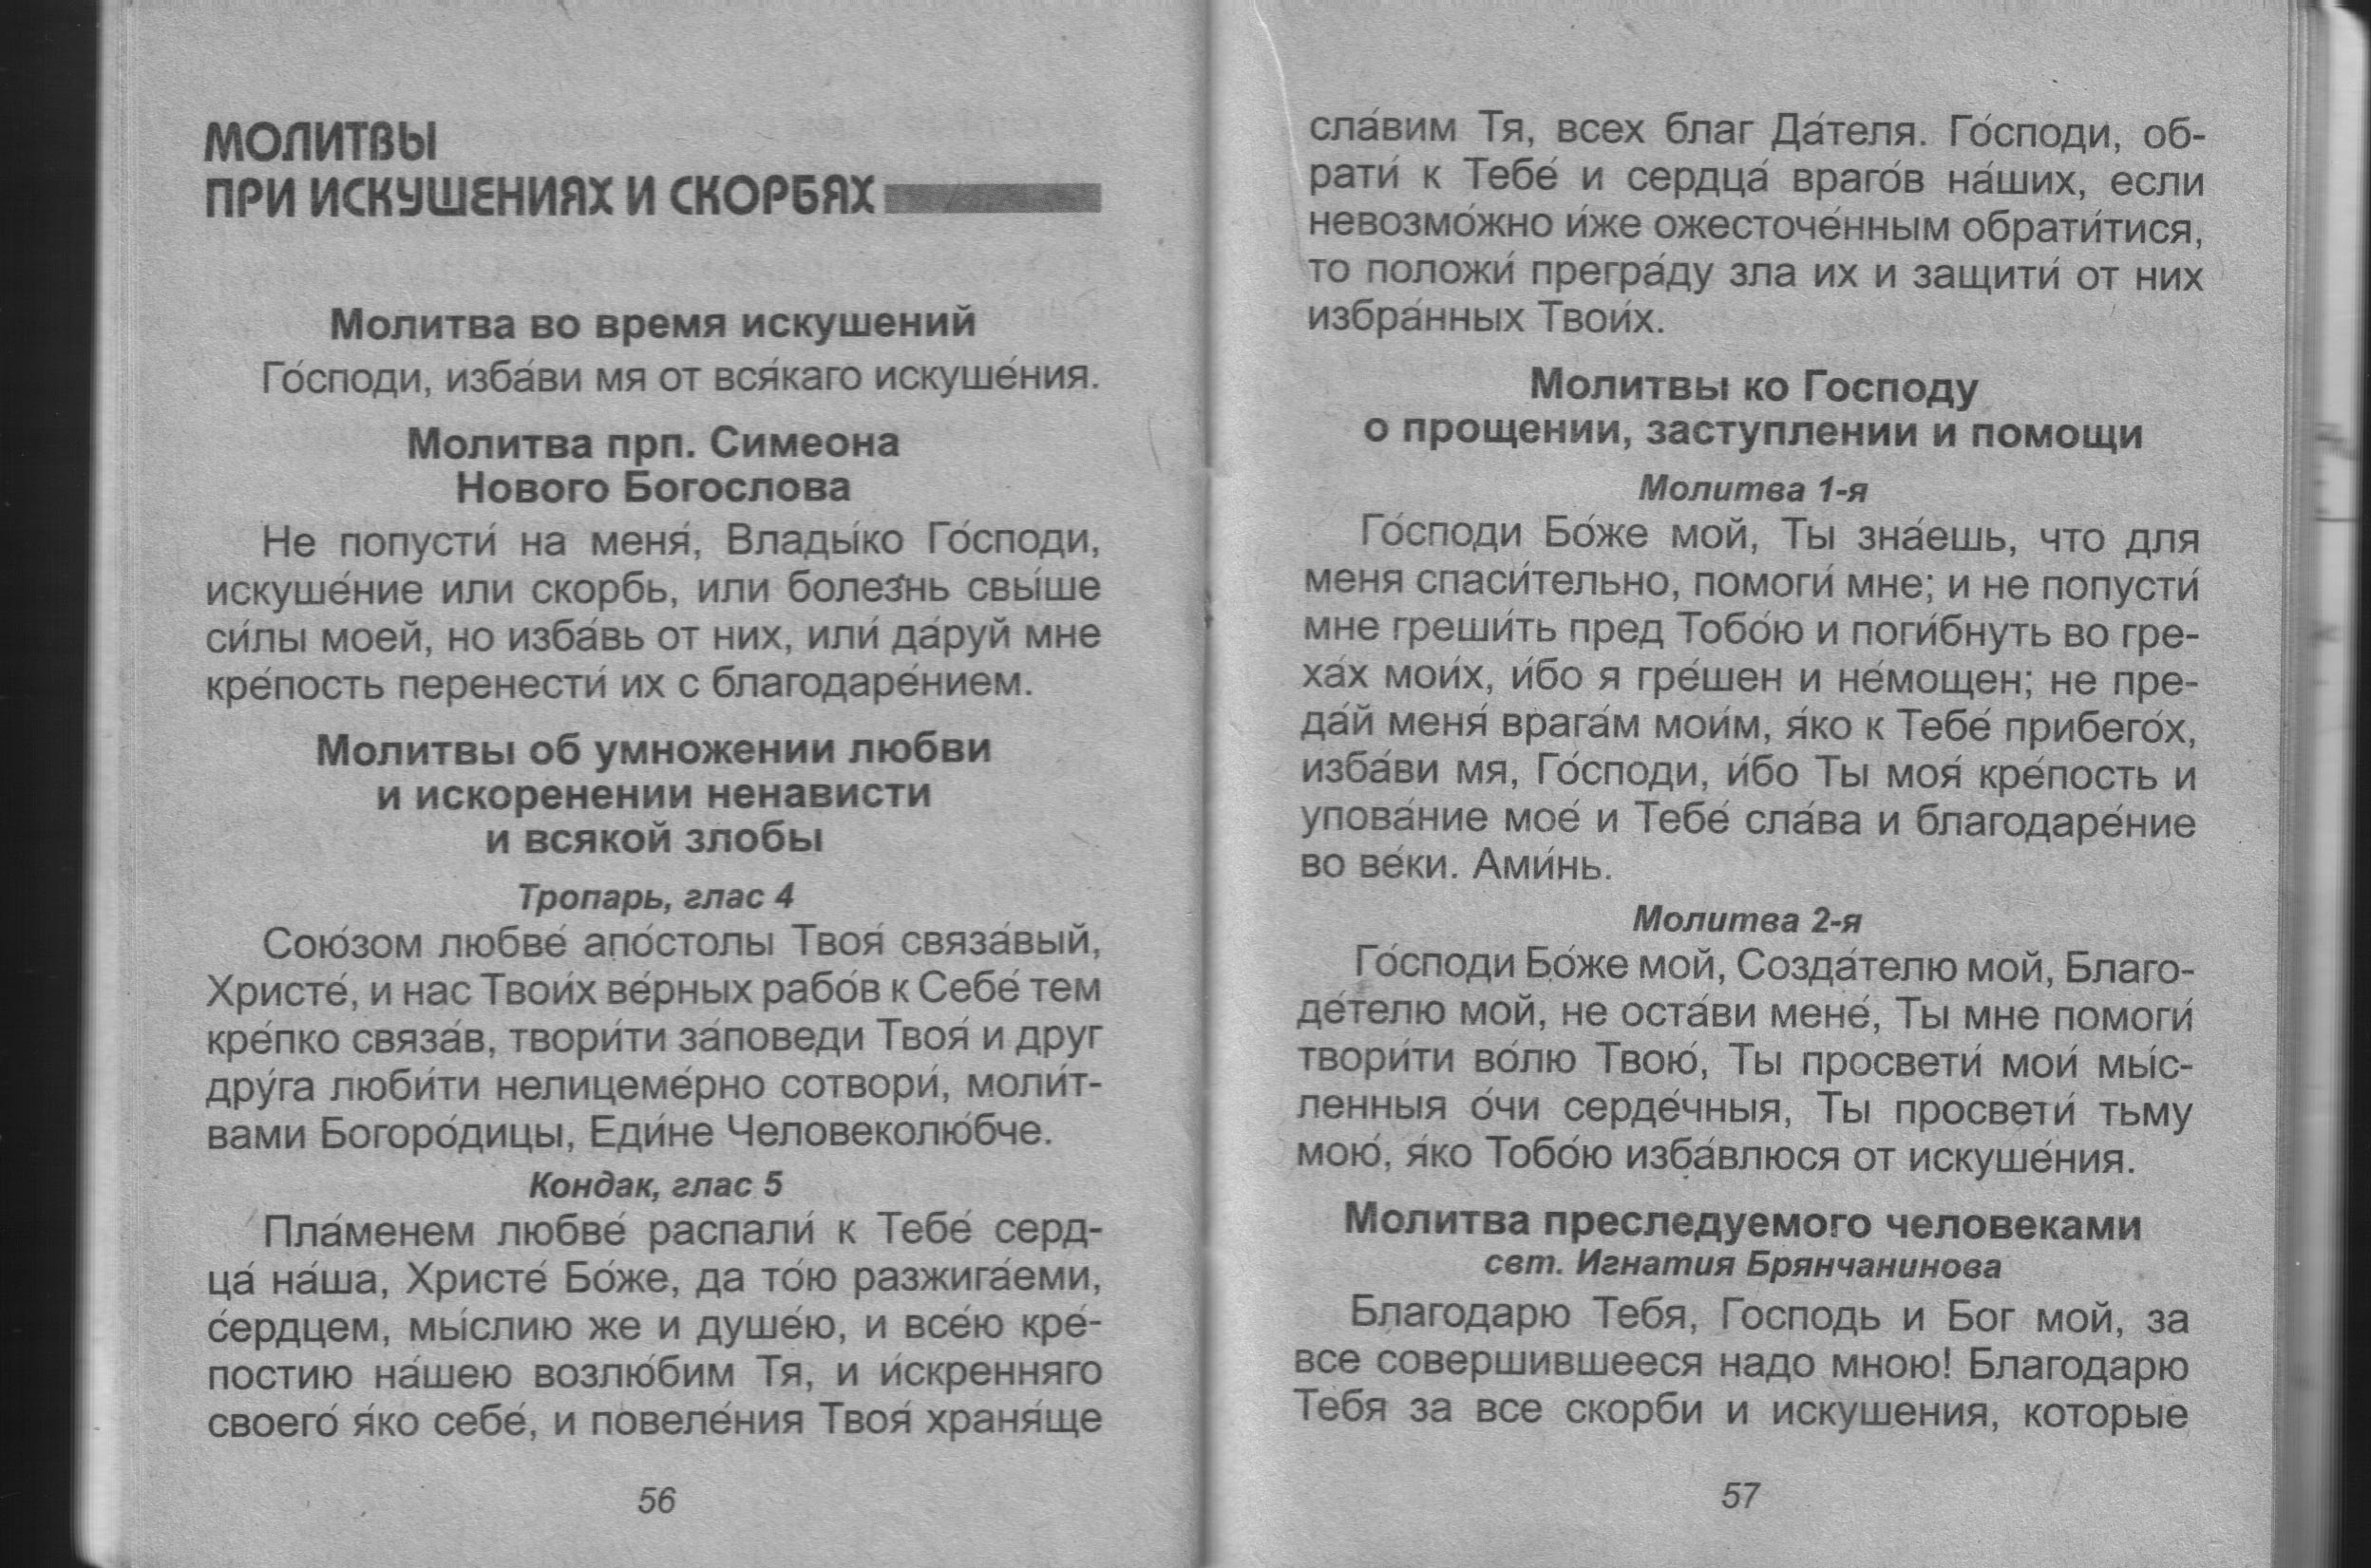 МОЛИТВЫ
ПРИ ИСКУШЕНИЯХ И СКОРБЯХ
Молитва во время искушений
Го́споди, изба́ви мя от вся́каго искуше́ния.
Молитва прп. Симеона
Нового Богослова
Не попусти́ на меня́, Влады́ко Го́споди,
искуше́ние или скорбь, или болез́нь свы́ше
си́лы моей, но изба́вь от них, или́ да́руй мне
кре́пость перенести́ их с благодаре́нием.
Молитвы об умножении любви
и искоренении ненависти
и всякой злобы
Тропарь, глас 4
Сою́зом любве́ апо́столы Твоя́ связа́вый,
Христе́, и нас Твои́х ве́рных рабо́в к Себе́ тем
кре́пко связа́в, твори́ти за́поведи Твоя́ и друг
дру́га люби́ти нелицеме́рно сотвори́, моли́т-
вами Богоро́дицы, Еди́не Человеколю́бче.
Кондак, глас 5
Пла́менем любве́ распали́ к Тебе́ серд-
ца́ на́ша, Христе́ Бо́же, да то́ю разжига́еми,
се́рдцем, мы́слию же и душе́ю, и все́ю кре́-
постию на́шею возлю́бим Тя, и и́скренняго
своего́ я́ко себе́, и повеле́ния Твоя́ храня́ще
56
сла́вим Тя, всех благ Да́теля. Го́споди, об-
рати́ к Тебе́ и сердца́ враго́в на́ших, если
невозмо́жно и́же ожесточе́нным обрати́тися,
то положи́ прегра́ду зла их и защити́ от них
избра́нных Твои́х.
Молитвы ко Господу
о прощении, заступлении и помощи
Молитва 1-я
Го́споди Бо́же мой, Ты зна́ешь, что для
меня спаси́тельно, помоги́ мне; и не попусти́
мне греши́ть пред Тобо́ю и поги́бнуть во гре-
ха́х мои́х, и́бо я гре́шен и не́мощен; не пре-
да́й меня́ врага́м мои́м, я́ко к Тебе́ прибего́х,
изба́ви мя, Го́споди, и́бо Ты моя́ кре́пость и
упова́ние мое́ и Тебе́ сла́ва и благодаре́ние
во ве́ки. Ами́нь.
Молитва 2-я
Го́споди Бо́же мой, Созда́телю мой, Благо-
де́телю мой, не оста́ви мене́, Ты мне помоги́
твори́ти во́лю Твою́, Ты просвети́ мои́ мы́с-
ленныя о́чи серде́чныя, Ты просвети́ тьму
мою́, я́ко Тобо́ю изба́влюся от искуше́ния.
Молитва преследуемого человеками
свт. Игнатия Брянчанинова
Благодарю Тебя, Господь и Бог мой, за
все совершившееся надо мною! Благодарю
Тебя за все скорби и искушения, которые
57